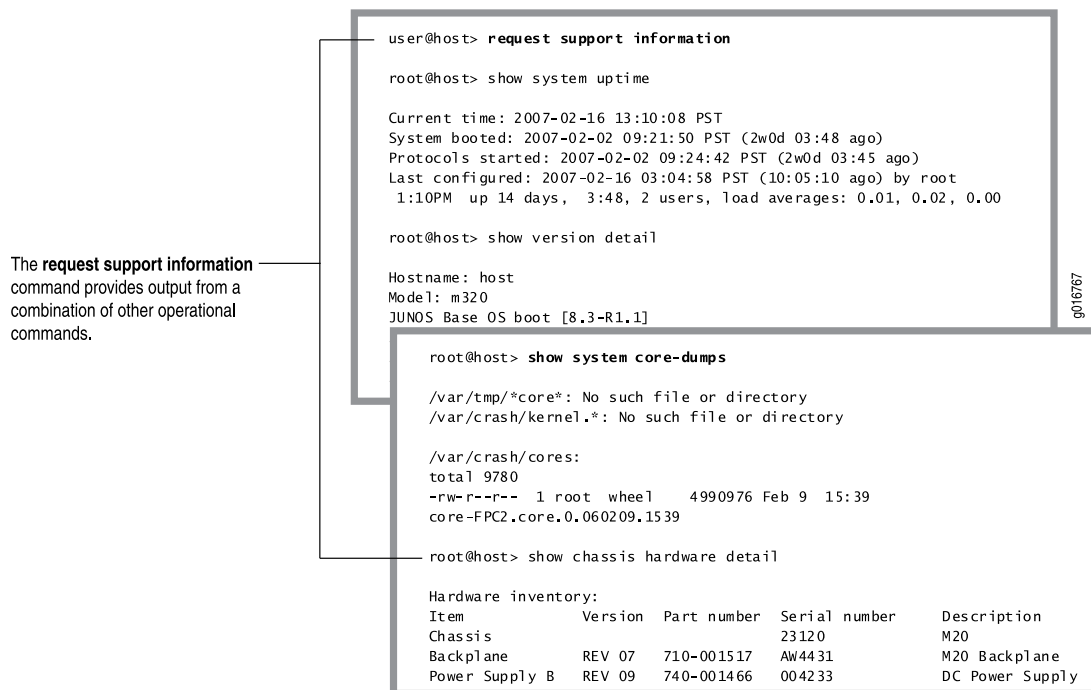 user@host> request support information
root@host> show system uptime
Current time: 2007-02-16 13:10:08 PST
System booted: 2007-02-02 09:21:50 PST (2w0d 03:48 ago)
Protocols started: 2007-02-02 09:24:42 PST (2w0d 03:45 ago)
Last configured: 2007-02-16 03:04:58 PST (10:05:10 ago) by root
1:10PM up 14 days, 3:48, 2 users, load averages: 0.01, 0.02, 0.00
root@host> show version detail
Hostname: host
Model: m320
JUNOS Base OS boot [8.3-R1.1]
The request support information
command provides output from a
combination of other operational
commands.
g016767
root@host> show system core-dumps
/var/tmp/*core*: No such file or directory
/var/crash/kernel.*: No such file or directory
/var/crash/cores:
total 9780
-rw-r--r-- 1 root wheel 4990976 Feb 9 15:39
core-FPC2.core.0.060209.1539
root@host> show chassis hardware detail
Hardware inventory:
Item Version Part number Serial number Description
Chassis 23120 M20
Backplane REV 07 710-001517 AW4431 M20 Backplane
Power Supply B REV 09 740-001466 004233 DC Power Supply